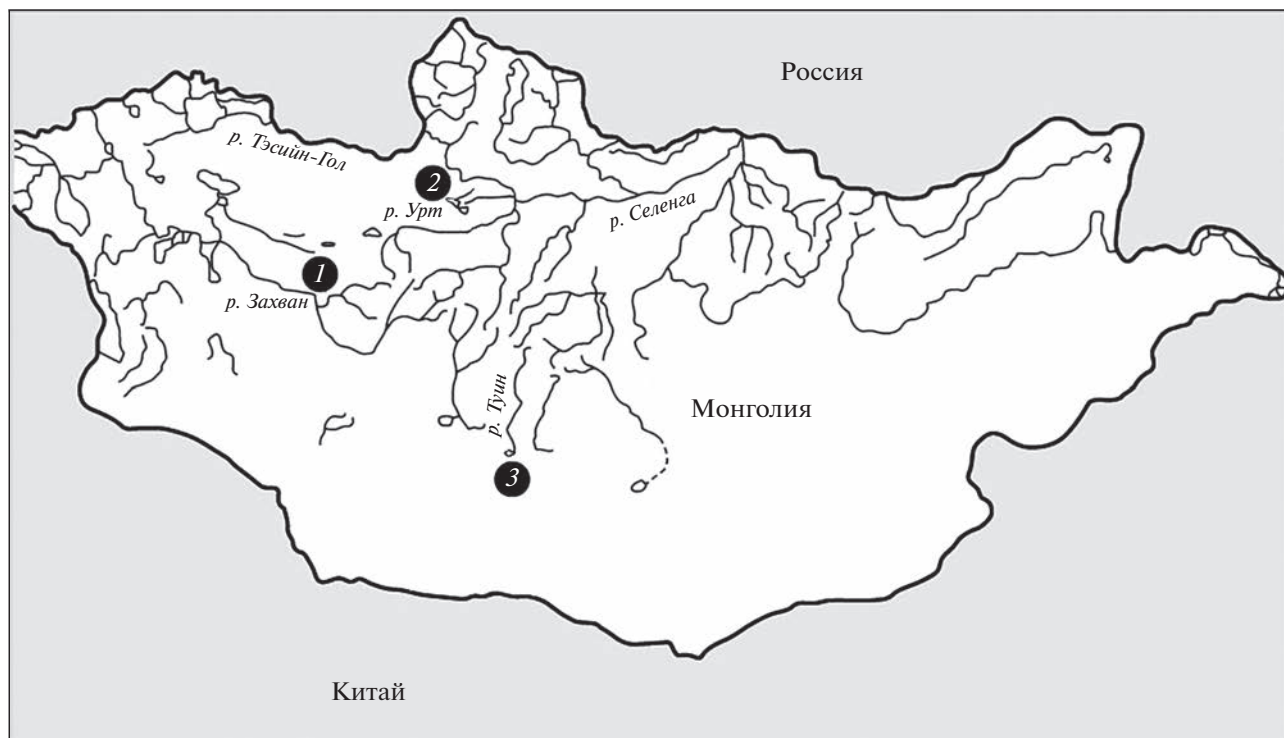 Россия
р. Тэсийн-Гол
2
р. Урт
р. Селенга
1
р. Захван
р. Туин
Монголия
3
Китай